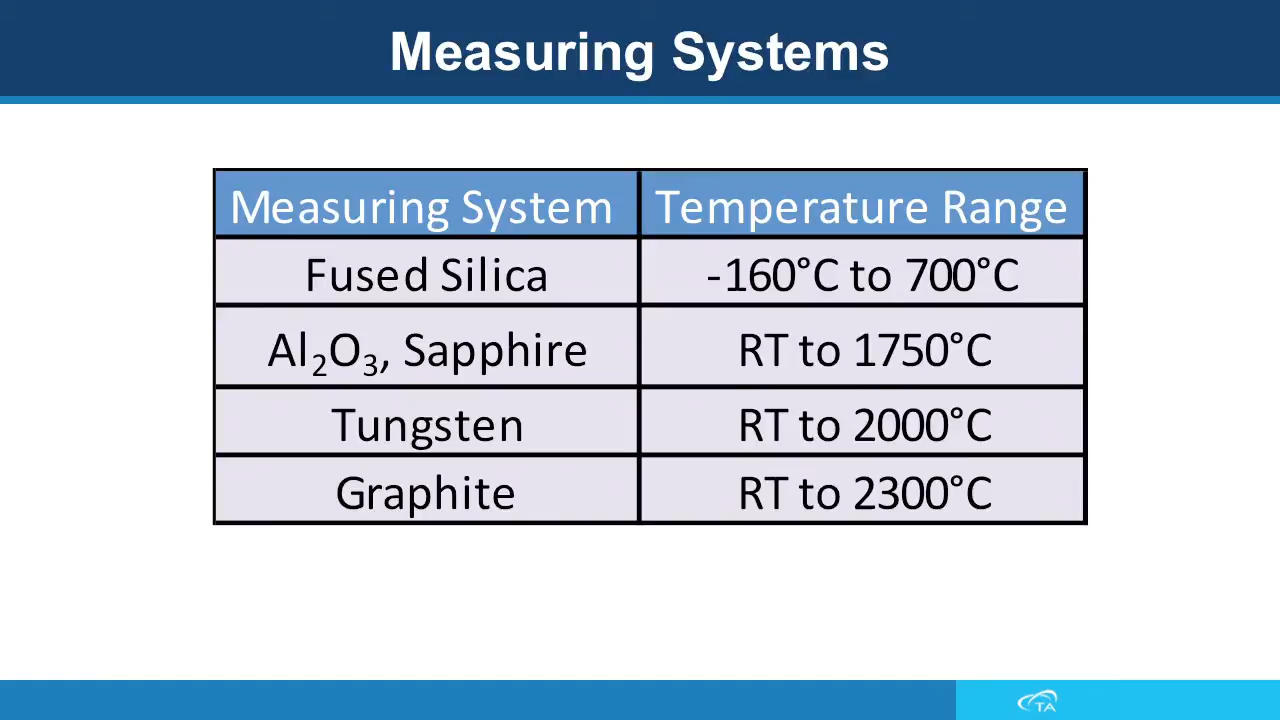 Measuring Systems
Measuring System Temperature Range
Fused Silica -160°C to 700°C
Al₂O₃, Sapphire RT to 1750°C
Tungsten RT to 2000°C
Graphite RT to 2300°C
TA